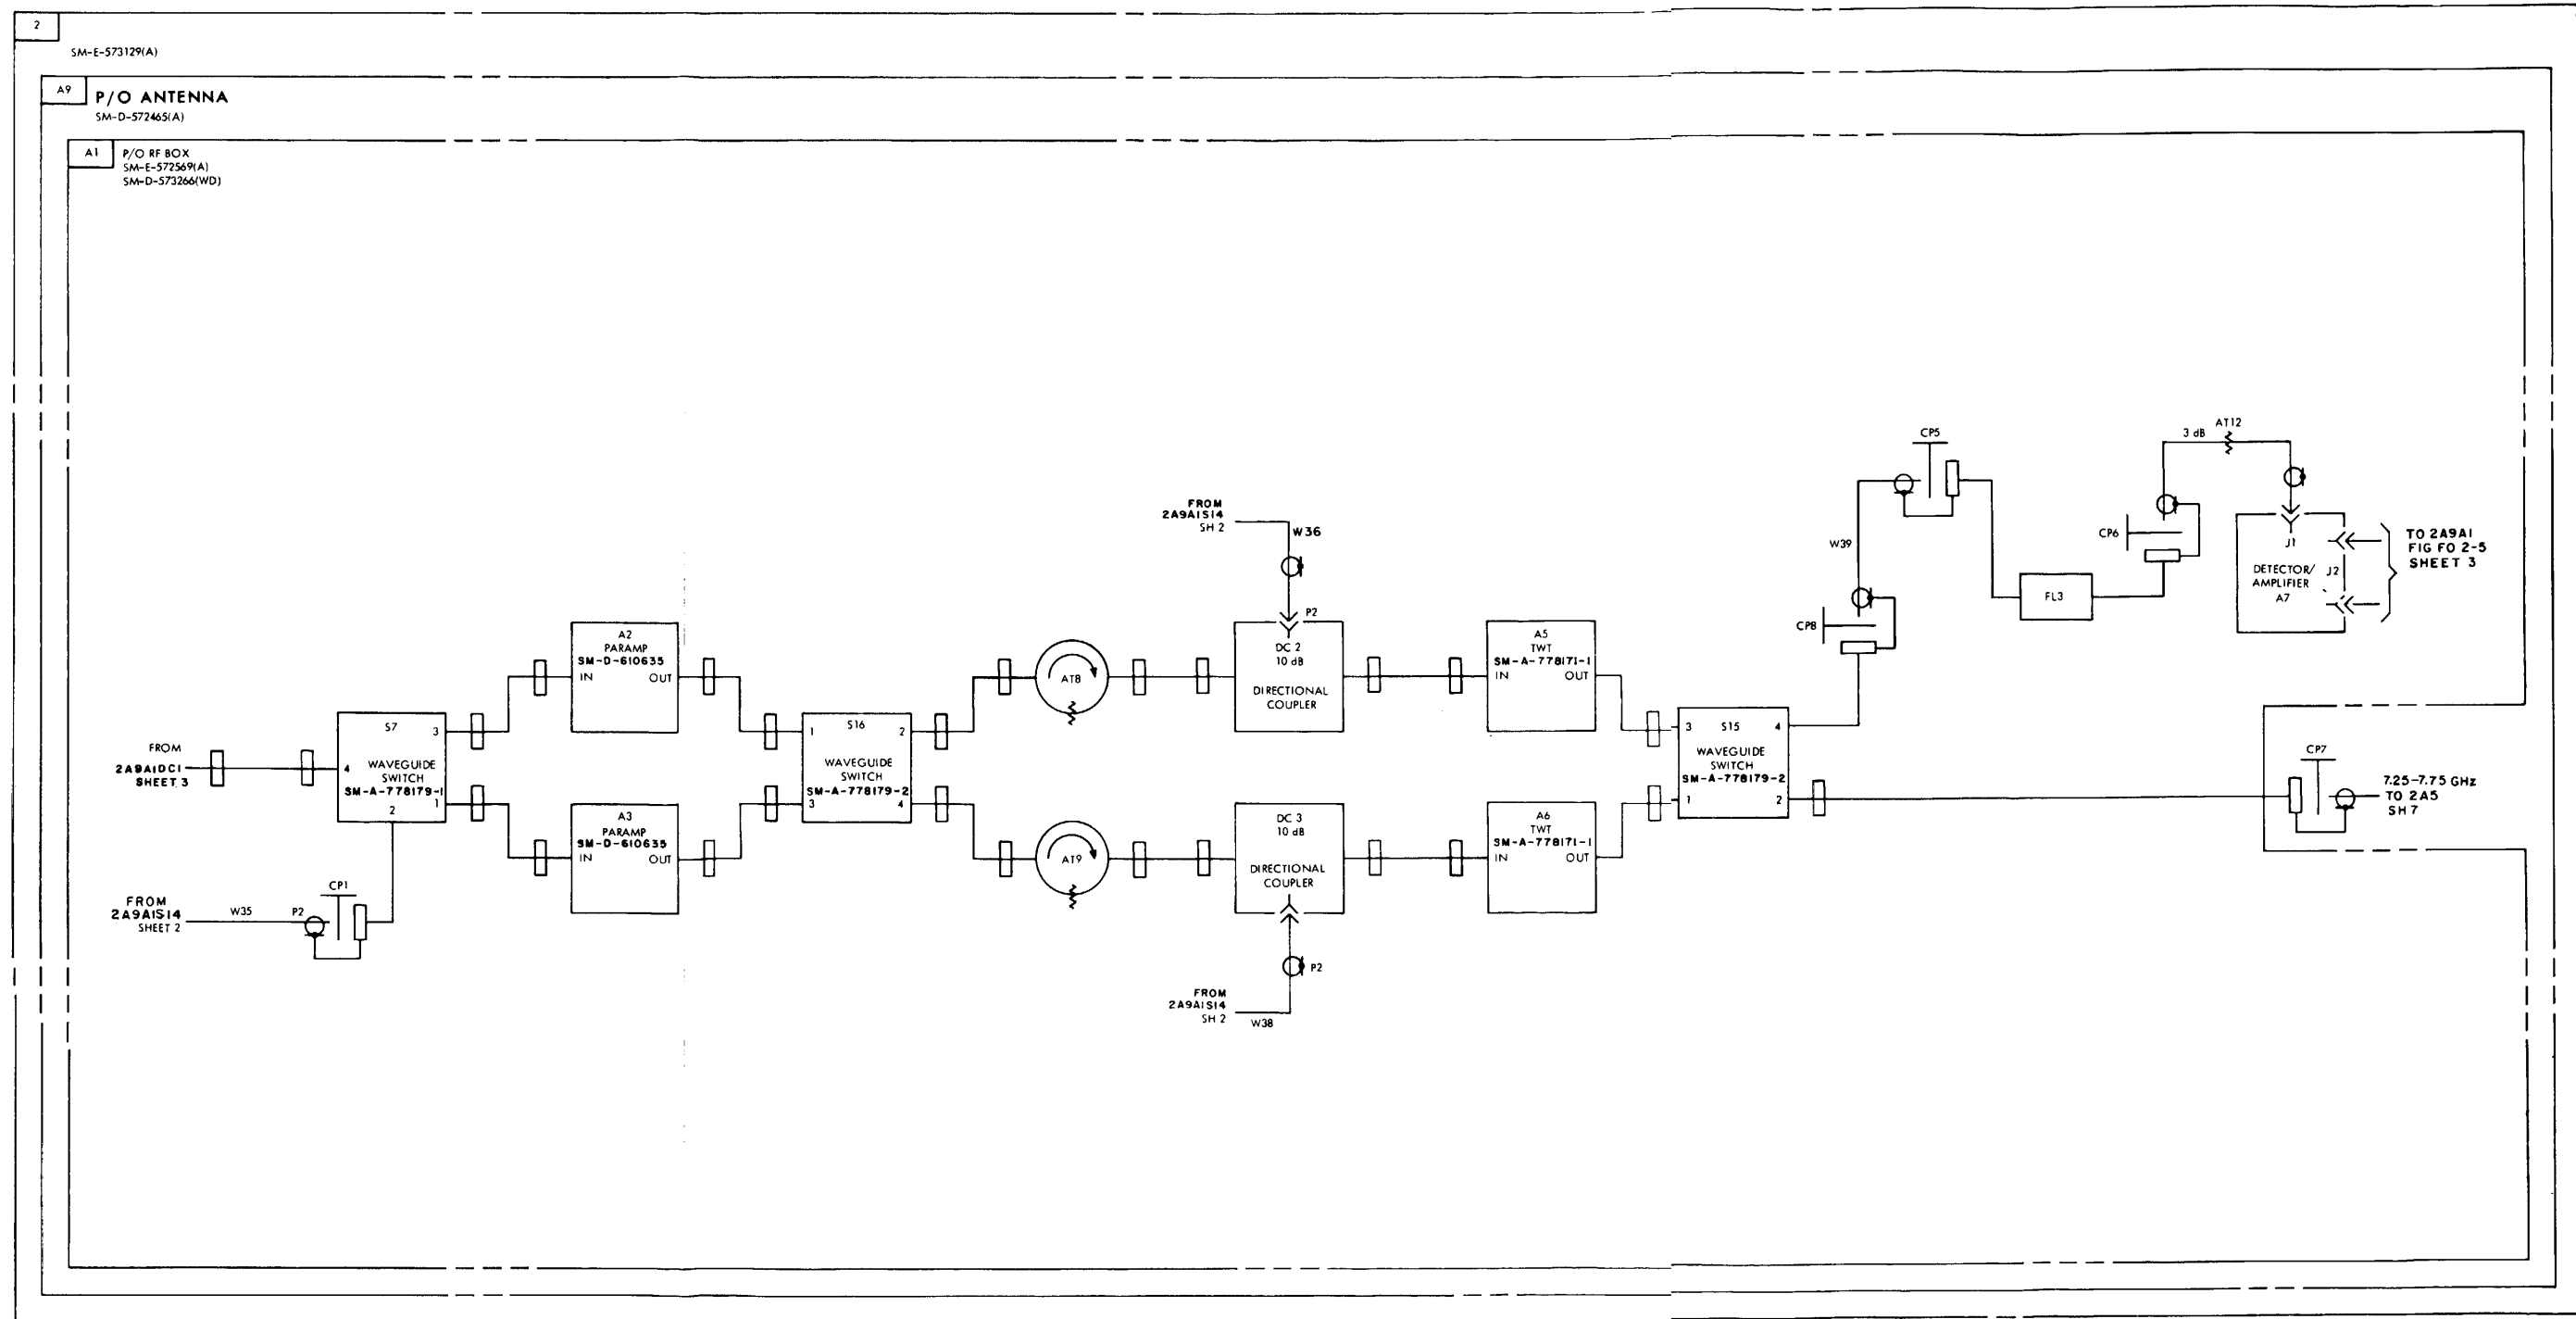 2
SM-E-573129(A)
A9
P/O ANTENNA
SM-D-572465(A)
A1
P/O RF BOX
SM-E-572569(A)
SM-D-573266(WD)
FROM
2A9A1DC1
SHEET 3
S7
3
4
WAVEGUIDE
SWITCH
SM-A-778179-1
1
2
FROM
2A9A1S14
SHEET 2
W35
P2
CP1
A2
PARAMP
SM-D-610635
IN
OUT
A3
PARAMP
SM-D-610635
IN
OUT
S16
1
2
WAVEGUIDE
SWITCH
SM-A-778179-2
3
4
AT8
AT9
FROM
2A9A1S14
SH 2
W36
P2
DC 2
10 dB
DIRECTIONAL
COUPLER
DC 3
10 dB
DIRECTIONAL
COUPLER
P2
FROM
2A9A1S14
SH 2
W38
A5
TWT
SM-A-778171-1
IN
OUT
A6
TWT
SM-A-778171-1
IN
OUT
3
S15
4
WAVEGUIDE
SWITCH
SM-A-778179-2
1
2
CP8
W39
CP5
FL3
CP6
3 dB
AT12
J1
DETECTOR/
AMPLIFIER
A7
J2
TO 2A9A1
FIG FO 2-5
SHEET 3
CP7
7.25-7.75 GHz
TO 2A5
SH 7